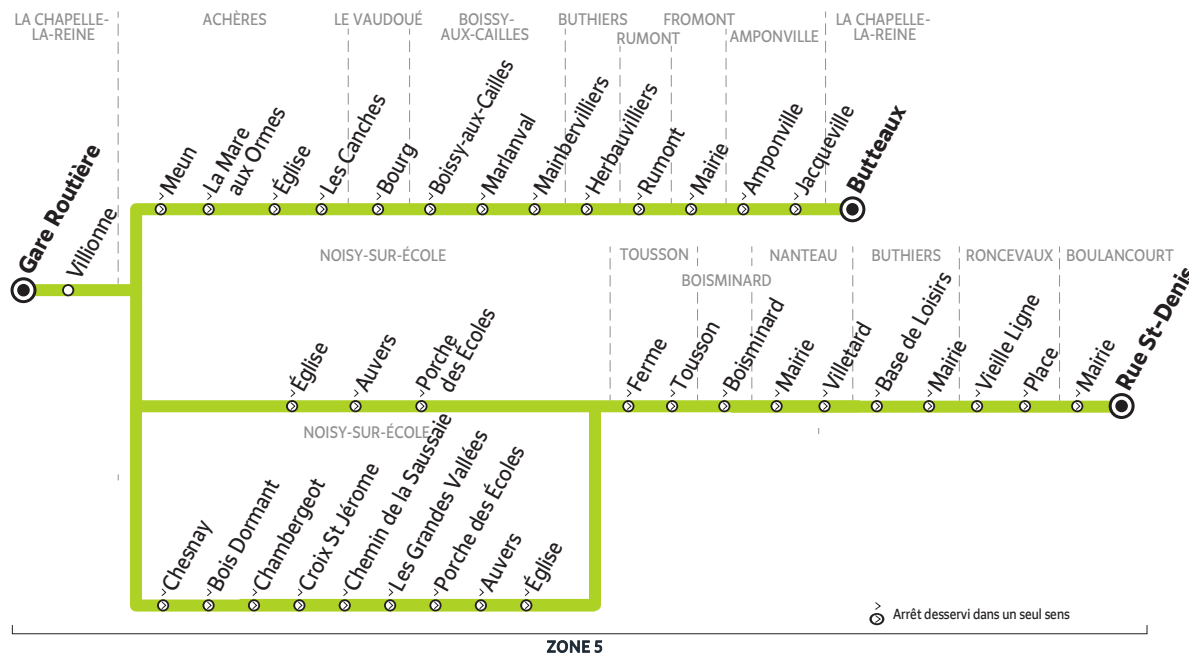 LA CHAPELLE-
LA-REINE
ACHÈRES
LE VAUDOUÉ
BOISSY-
AUX-CAILLES
BUTHIERS
RUMONT
FROMONT
AMPONVILLE
LA CHAPELLE-
LA-REINE
Gare Routière
Villionne
Meun
La Mare
aux Ormes
Église
Les Canches
Bourg
Boissy-aux-Cailles
Marlanval
Mainbervilliers
Herbauvilliers
Rumont
Mairie
Amponville
Jacqueville
Butteaux
NOISY-SUR-ÉCOLE
TOUSSON
BOISMINARD
NANTEAU
BUTHIERS
RONCEVAUX
BOULANCOURT
Église
Auvers
Porche
des Écoles
Ferme
Tousson
Boisminard
Mairie
Villetard
Base de Loisirs
Mairie
Vieille Ligne
Place
Mairie
Rue St-Denis
NOISY-SUR-ÉCOLE
Chesnay
Bois Dormant
Chambergeot
Croix St Jérome
Chemin de la Saussaie
Les Grandes Vallées
Porche des Écoles
Auvers
Église
Arrêt desservi dans un seul sens
ZONE 5